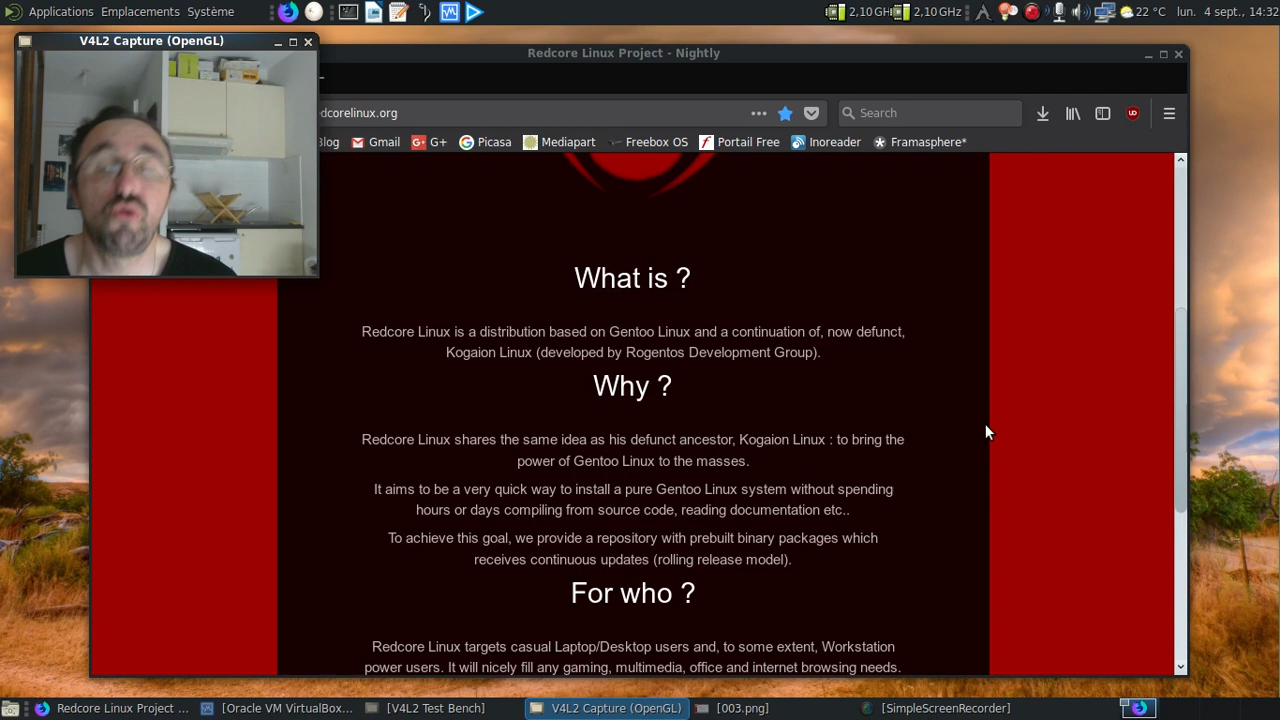 Applications Emplacements Système
2,10 GH
2,10 GHz
22 °C
lun. 4 sept., 14:32
V4L2 Capture (OpenGL)
Redcore Linux Project - Nightly
edcorelinux.org
Search
Blog
Gmail
G+
Picasa
Mediapart
Freebox OS
Portail Free
Inoreader
Framasphere*
What is ?
Redcore Linux is a distribution based on Gentoo Linux and a continuation of, now defunct,
Kogaion Linux (developed by Rogentos Development Group).
Why ?
Redcore Linux shares the same idea as his defunct ancestor, Kogaion Linux : to bring the
power of Gentoo Linux to the masses.
It aims to be a very quick way to install a pure Gentoo Linux system without spending
hours or days compiling from source code, reading documentation etc..
To achieve this goal, we provide a repository with prebuilt binary packages which
receives continuous updates (rolling release model).
For who ?
Redcore Linux targets casual Laptop/Desktop users and, to some extent, Workstation
power users. It will nicely fill any gaming, multimedia, office and internet browsing needs.
Redcore Linux Project ...
[Oracle VM VirtualBox...
[V4L2 Test Bench]
V4L2 Capture (OpenGL)
[003.png]
[SimpleScreenRecorder]